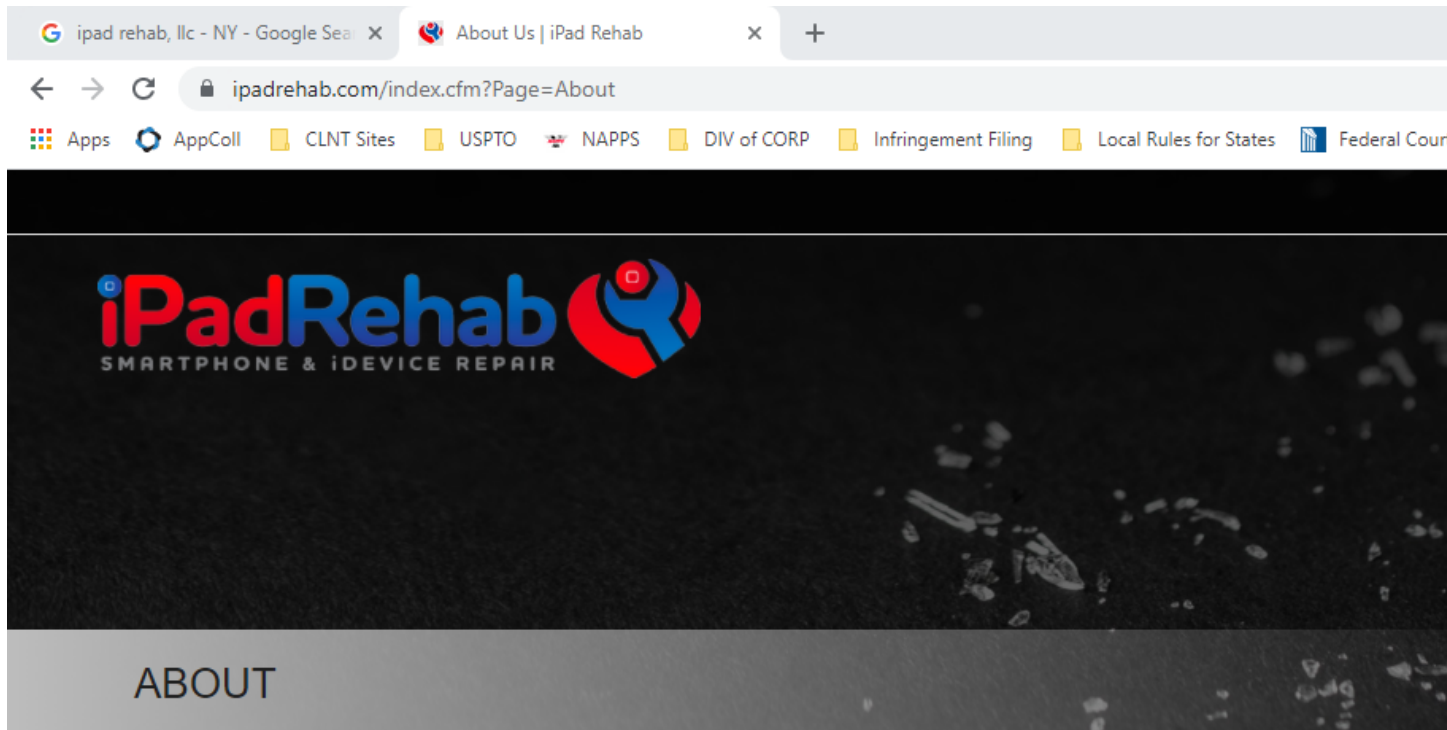 ipad rehab, llc - NY - Google Sea
About Us | iPad Rehab
ipadrehab.com/index.cfm?Page=About
Apps AppColl CLNT Sites USPTO NAPPS DIV of CORP Infringement Filing Local Rules for States Federal Cour
iPadRehab
SMARTPHONE & iDEVICE REPAIR
ABOUT